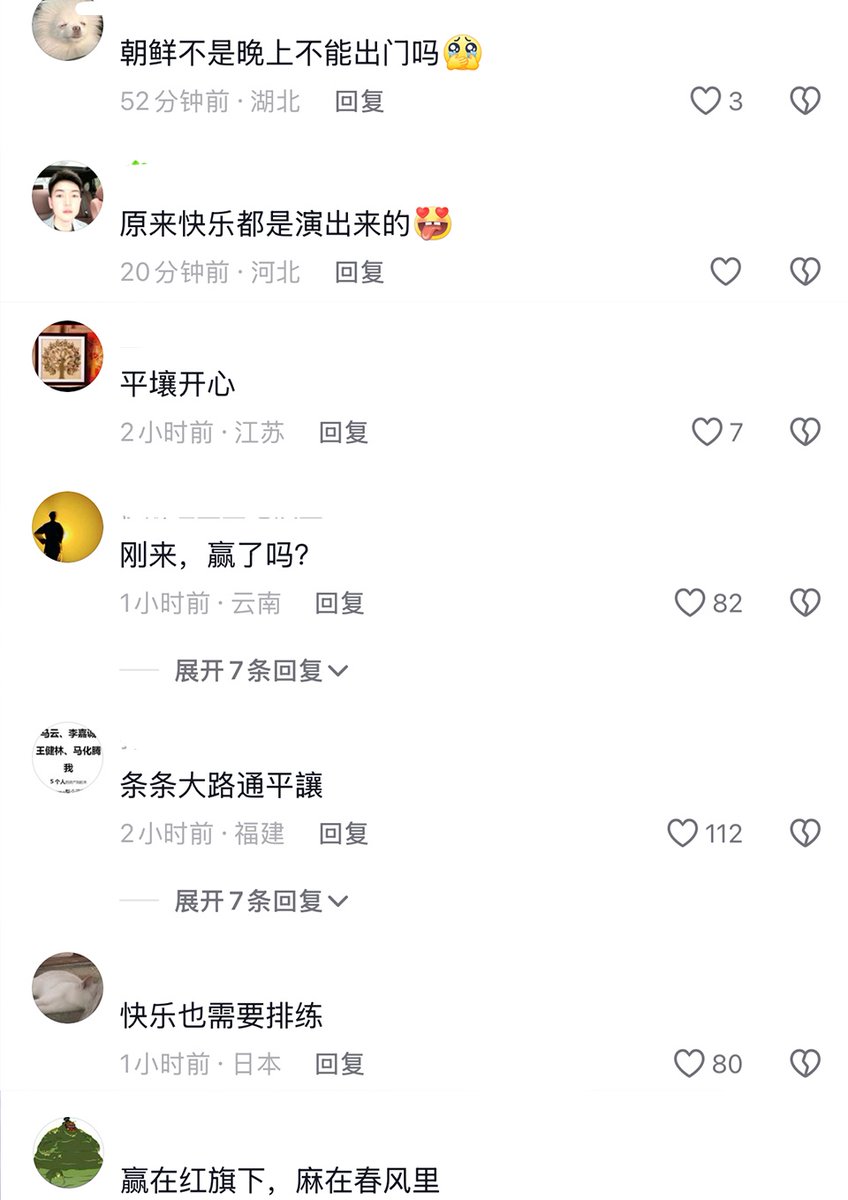 朝鲜不是晚上不能出门吗🥹
52分钟前·湖北 回复
3
原来快乐都是演出来的
20分钟前·河北 回复
平壤开心
2小时前·江苏 回复
7
刚来，赢了吗?
1小时前·云南 回复
82
展开7条回复
马云、李嘉诚
王健林、马化腾
我
5个人
条条大路通平讓
2小时前·福建 回复
112
展开7条回复
快乐也需要排练
1小时前·日本 回复
80
赢在红旗下，麻在春风里